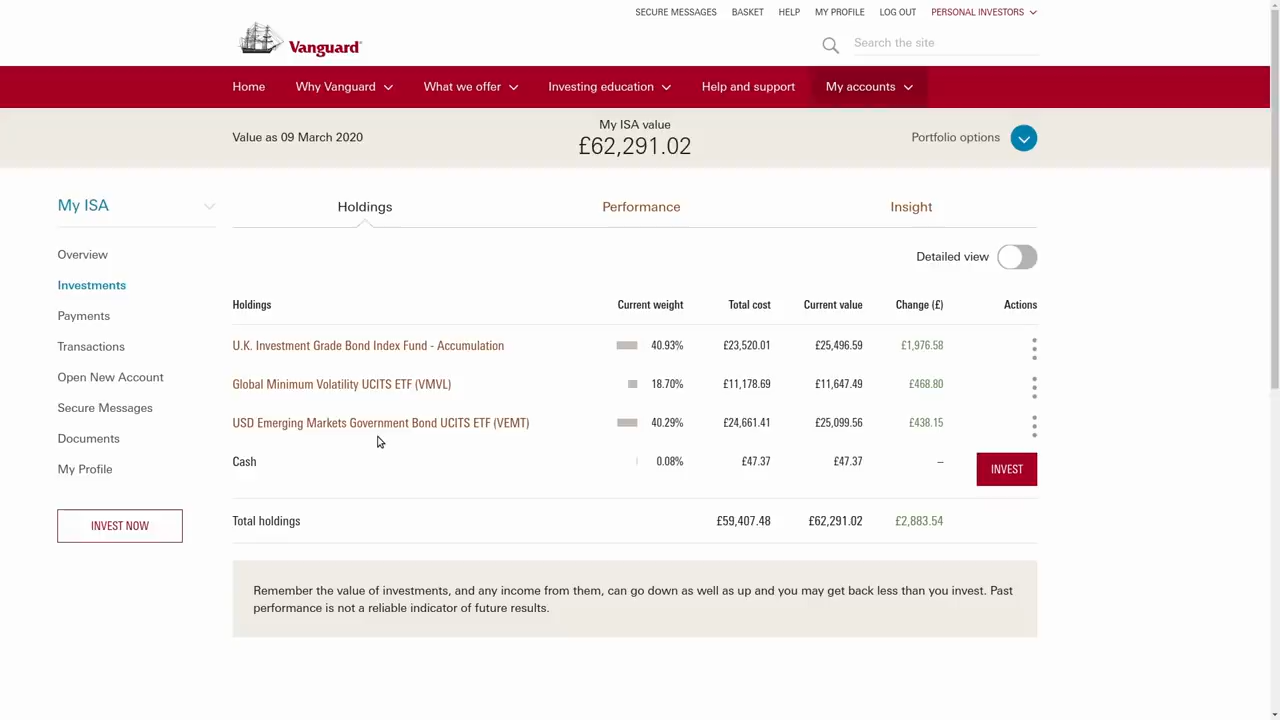 SECURE MESSAGES BASKET HELP MY PROFILE LOG OUT PERSONAL INVESTORS
Vanguard
Search the site
Home Why Vanguard What we offer Investing education Help and support My accounts
My ISA value
Value as 09 March 2020 £62,291.02 Portfolio options
My ISA
Holdings Performance Insight
Overview
Investments
Payments
Transactions
Open New Account
Secure Messages
Documents
My Profile
INVEST NOW
Detailed view
Holdings Current weight Total cost Current value Change (£) Actions
U.K. Investment Grade Bond Index Fund - Accumulation 40.93% £23,520.01 £25,496.59 £1,976.58
Global Minimum Volatility UCITS ETF (VMVL) 18.70% £11,178.69 £11,647.49 £468.80
USD Emerging Markets Government Bond UCITS ETF (VEMT) 40.29% £24,661.41 £25,099.56 £438.15
Cash 0.08% £47.37 £47.37 – INVEST
Total holdings £59,407.48 £62,291.02 £2,883.54
Remember the value of investments, and any income from them, can go down as well as up and you may get back less than you invest. Past
performance is not a reliable indicator of future results.